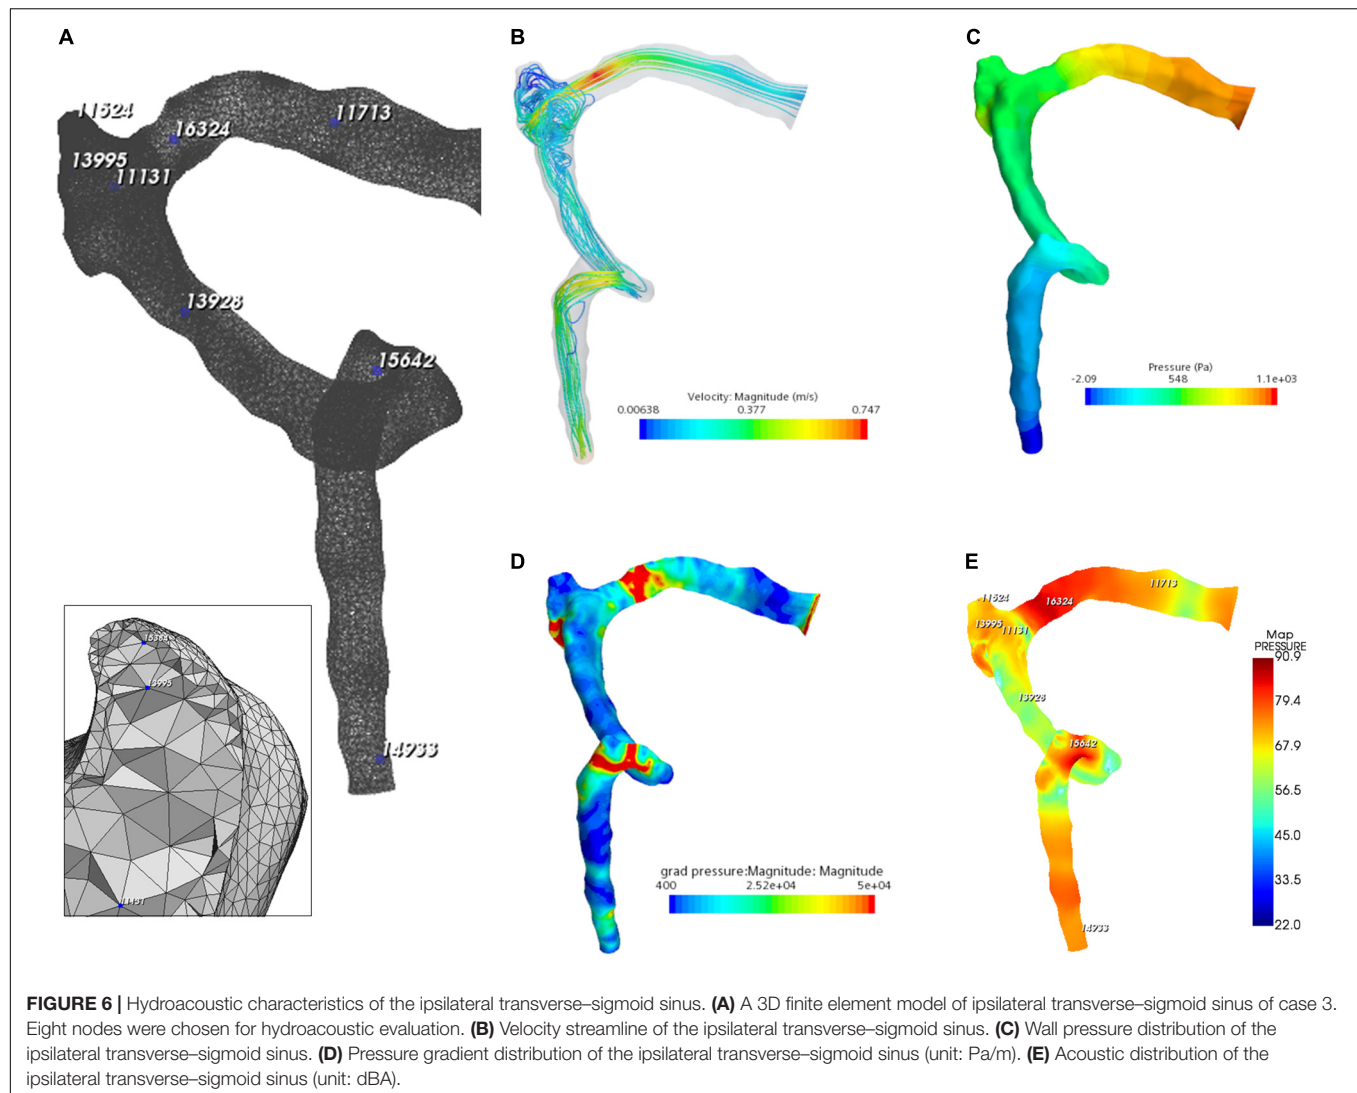 A
11524
16324
11713
13995
11131
13928
15642
14933
15384
13995
11131
B
Velocity: Magnitude (m/s)
0.00638 0.377 0.747
C
Pressure (Pa)
-2.09 548 1.1e+03
D
grad pressure:Magnitude: Magnitude
400 2.52e+04 5e+04
E
11713
11524
16324
13995
11131
13928
15642
14933
Map
PRESSURE
90.9
79.4
67.9
56.5
45.0
33.5
22.0
FIGURE 6 | Hydroacoustic characteristics of the ipsilateral transverse–sigmoid sinus. (A) A 3D finite element model of ipsilateral transverse–sigmoid sinus of case 3.
Eight nodes were chosen for hydroacoustic evaluation. (B) Velocity streamline of the ipsilateral transverse–sigmoid sinus. (C) Wall pressure distribution of the
ipsilateral transverse–sigmoid sinus. (D) Pressure gradient distribution of the ipsilateral transverse–sigmoid sinus (unit: Pa/m). (E) Acoustic distribution of the
ipsilateral transverse–sigmoid sinus (unit: dBA).